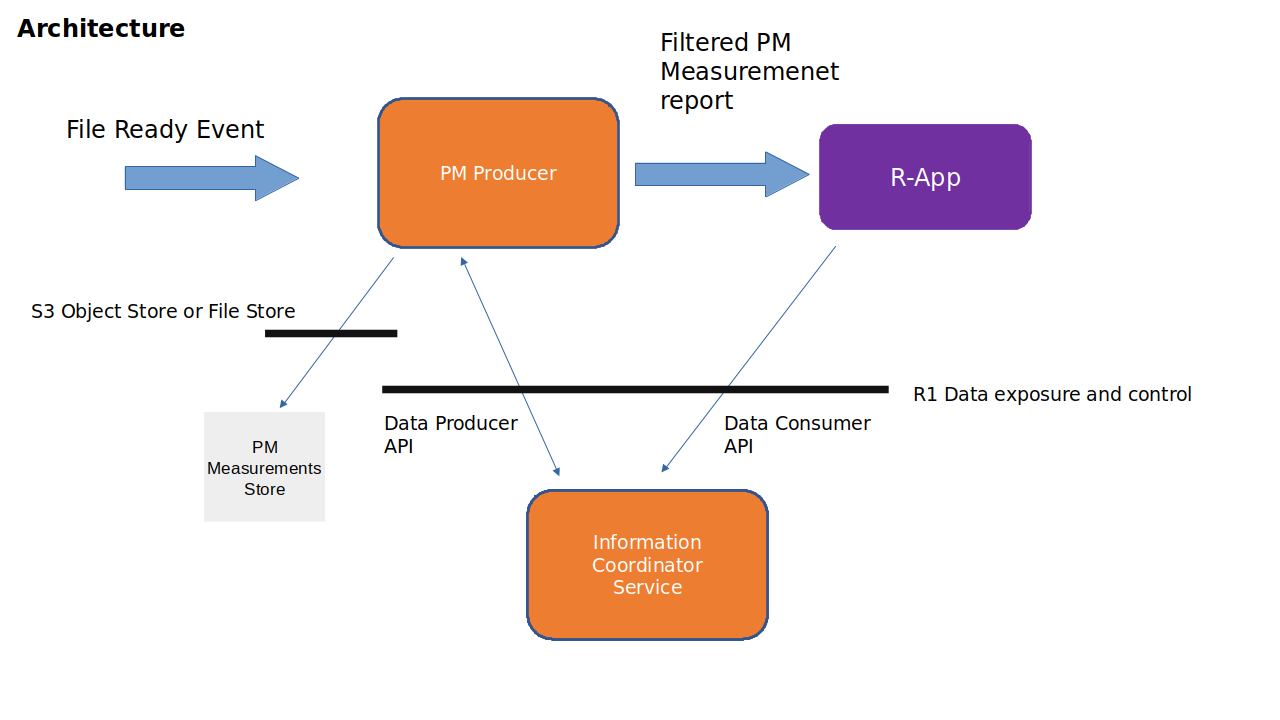 Architecture
Filtered PM
Measuremenet
report
File Ready Event
PM Producer
R-App
S3 Object Store or File Store
R1 Data exposure and control
Data Producer
API
Data Consumer
API
PM
Measurements
Store
Information
Coordinator
Service